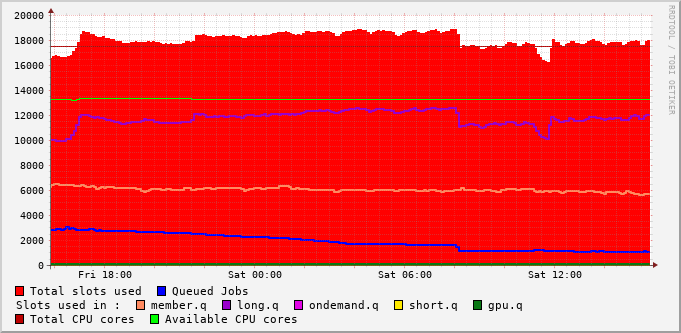 20000
18000
16000
14000
12000
10000
8000
6000
4000
2000
0
Fri 18:00 Sat 00:00 Sat 06:00 Sat 12:00
Total slots used Queued Jobs
Slots used in : member.q long.q ondemand.q short.q gpu.q
Total CPU cores Available CPU cores
RRDTOOL / TOBI OETIKER